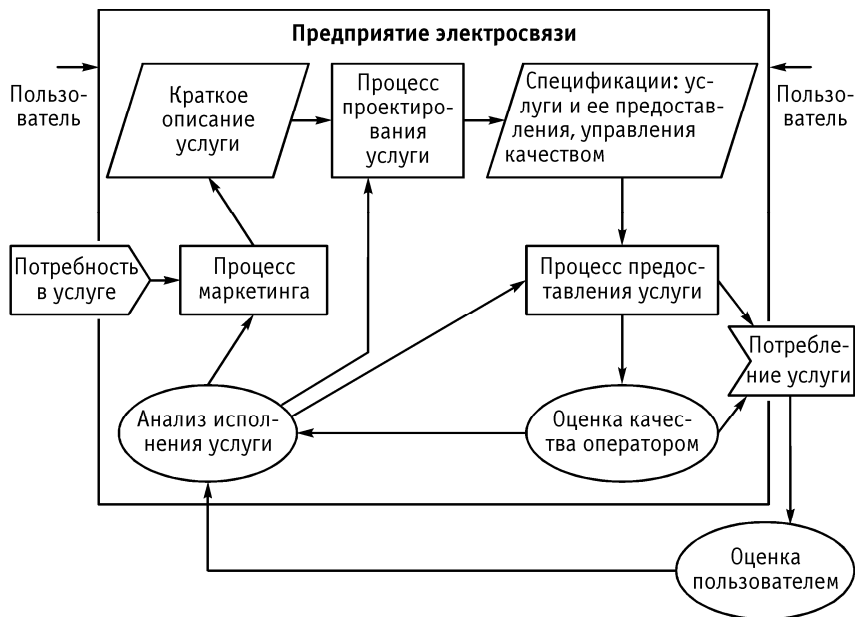 Предприятие электросвязи
Пользо-
ватель
Краткое
описание
услуги
Процесс
проектиро-
вания
услуги
Спецификации: ус-
луги и ее предостав-
ления, управления
качеством
Пользо-
ватель
Потребность
в услуге
Процесс
маркетинга
Процесс предос-
тавления услуги
Потребле-
ние услуги
Анализ испол-
нения услуги
Оценка качес-
тва оператором
Оценка
пользователем